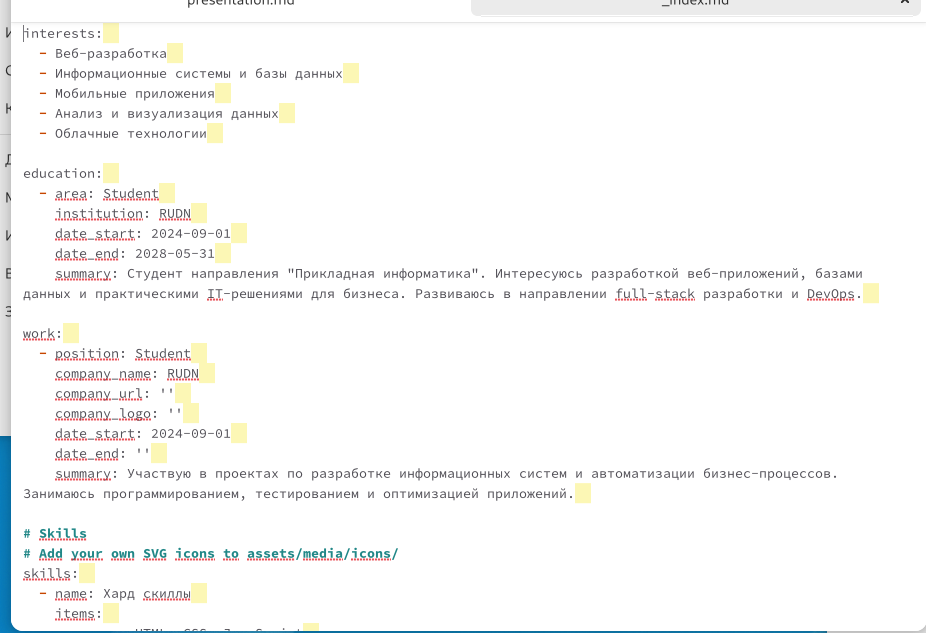 presentation.md
_index.md
interests:
- Веб-разработка
- Информационные системы и базы данных
- Мобильные приложения
- Анализ и визуализация данных
- Облачные технологии
education:
- area: Student
institution: RUDN
date_start: 2024-09-01
date_end: 2028-05-31
summary: Студент направления "Прикладная информатика". Интересуюсь разработкой веб-приложений, базами
данных и практическими IT-решениями для бизнеса. Развиваюсь в направлении full-stack разработки и DevOps.
work:
- position: Student
company_name: RUDN
company_url: ''
company_logo: ''
date_start: 2024-09-01
date_end: ''
summary: Участвую в проектах по разработке информационных систем и автоматизации бизнес-процессов.
Занимаюсь программированием, тестированием и оптимизацией приложений.
# Skills
# Add your own SVG icons to assets/media/icons/
skills:
- name: Хард скиллы
items: